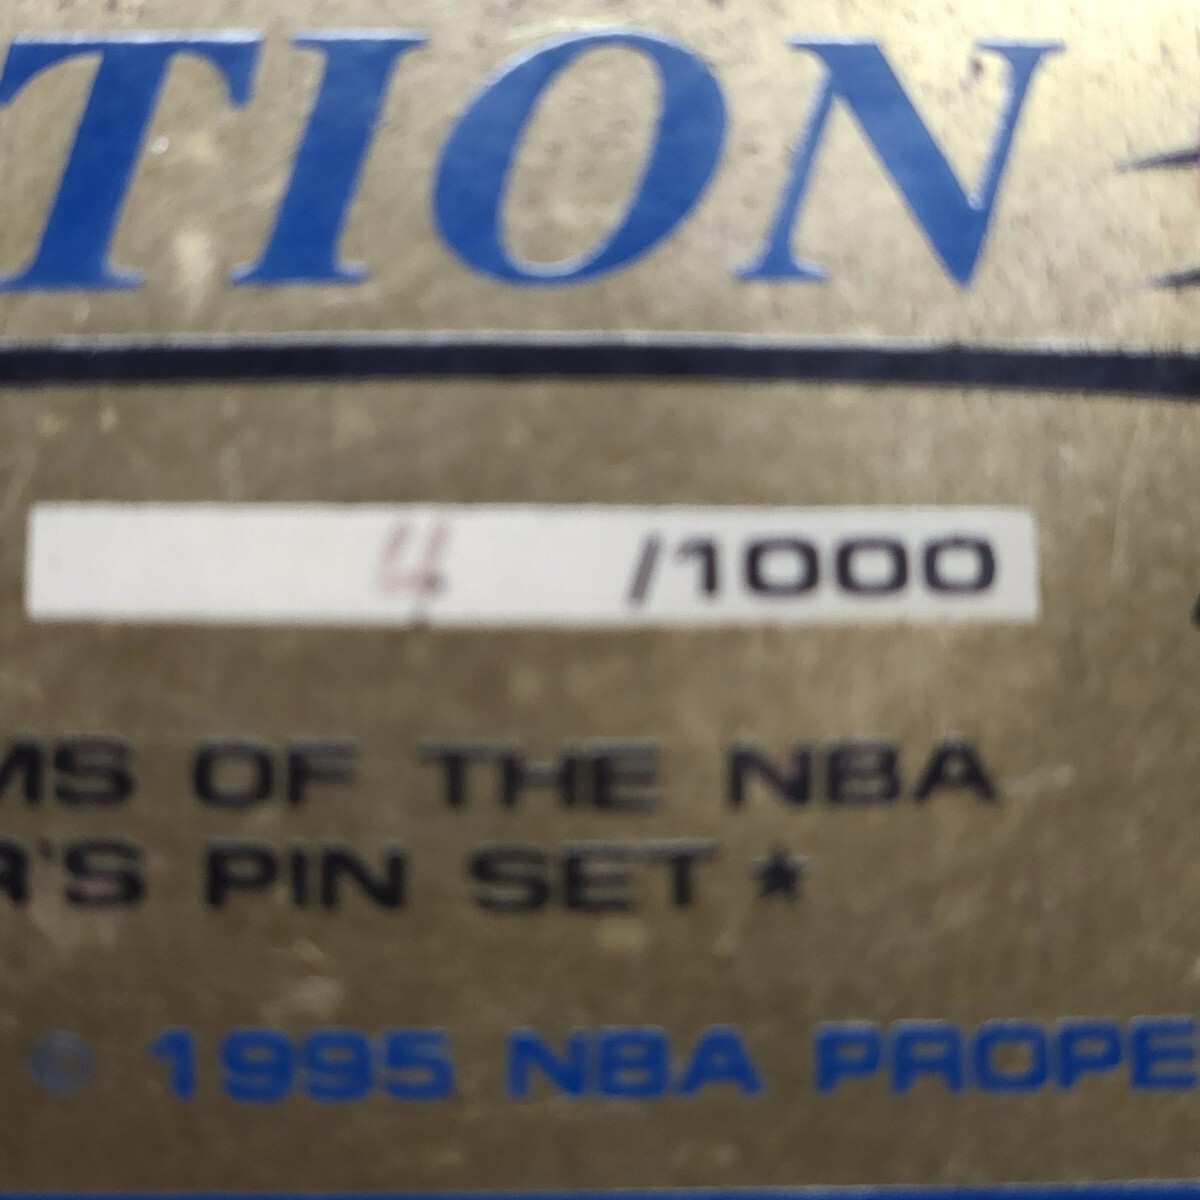 TION
4 /1000
MS OF THE NBA
R'S PIN SET★
© 1995 NBA PROPE